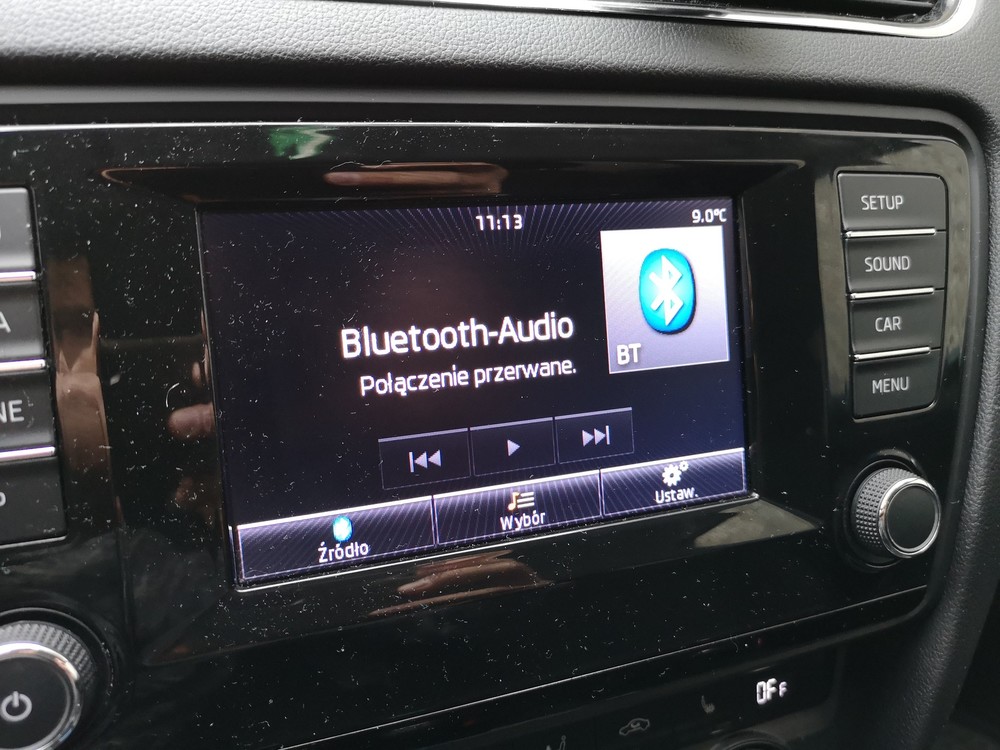 11:13
9.0°C
Bluetooth-Audio
Połączenie przerwane.
BT
Źródło
Wybór
Ustaw.
SETUP
SOUND
CAR
MENU
OFF